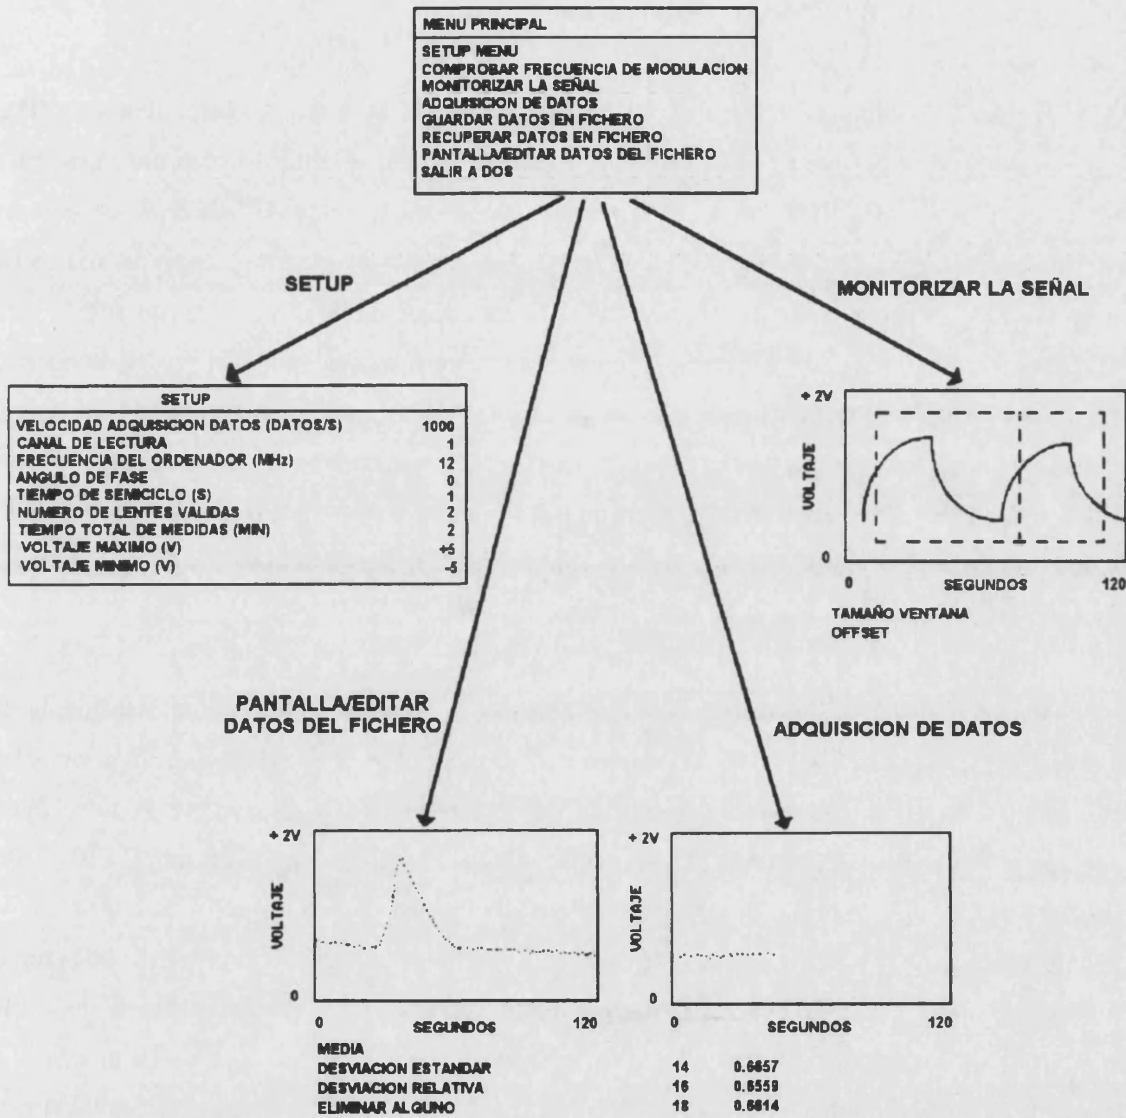 MENU PRINCIPAL
SETUP MENU
COMPROBAR FRECUENCIA DE MODULACION
MONITORIZAR LA SEÑAL
ADQUISICION DE DATOS
GUARDAR DATOS EN FICHERO
RECUPERAR DATOS EN FICHERO
PANTALLA/EDITAR DATOS DEL FICHERO
SALIR A DOS
SETUP
MONITORIZAR LA SEÑAL
SETUP
VELOCIDAD ADQUISICION DATOS (DATOS/S) 1000
CANAL DE LECTURA 1
FRECUENCIA DEL ORDENADOR (MHz) 12
ANGULO DE FASE 0
TIEMPO DE SEMICICLO (S) 1
NUMERO DE LENTES VALIDAS 2
TIEMPO TOTAL DE MEDIDAS (MIN) 2
VOLTAJE MAXIMO (V) +5
VOLTAJE MINIMO (V) -5
+ 2V
VOLTAJE
0
0 SEGUNDOS 120
TAMAÑO VENTANA
OFFSET
PANTALLA/EDITAR
DATOS DEL FICHERO
ADQUISICION DE DATOS
+ 2V
VOLTAJE
0
0 SEGUNDOS 120
MEDIA
DESVIACION ESTANDAR
DESVIACION RELATIVA
ELIMINAR ALGUNO
+ 2V
VOLTAJE
0
0 SEGUNDOS 120
14 0.6657
16 0.6559
18 0.6614